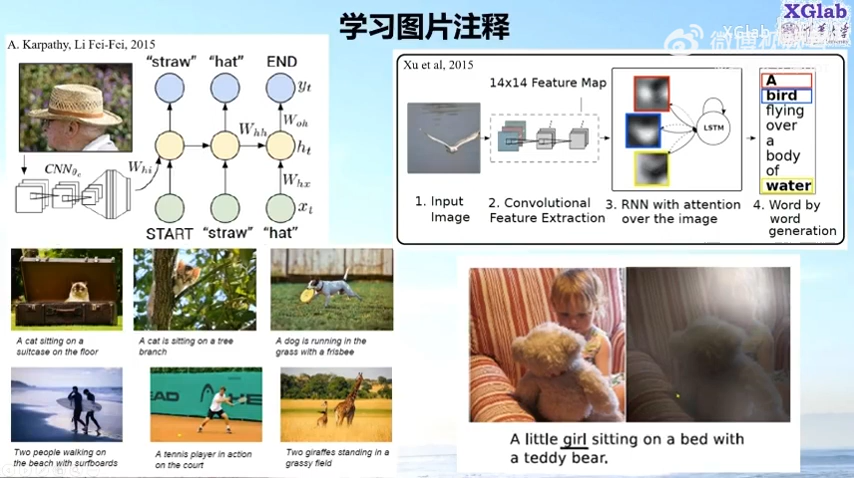 学习图片注释
XGlab
XGlab
A. Karpathy, Li Fei-Fei, 2015
"straw" "hat" END
y_t
W_oh
W_hh
h_t
CNN_θc
W_hi
W_hx
x_t
START "straw" "hat"
Xu et al, 2015
14x14 Feature Map
LSTM
A
bird
flying
over
a
body
of
water
1. Input
Image
2. Convolutional
Feature Extraction
3. RNN with attention
over the image
4. Word by
word
generation
A cat sitting on a
suitcase on the floor
A cat is sitting on a tree
branch
A dog is running in the
grass with a frisbee
EAD
Two people walking on
the beach with surfboards
A tennis player in action
on the court
Two giraffes standing in a
grassy field
A little girl sitting on a bed with
a teddy bear.